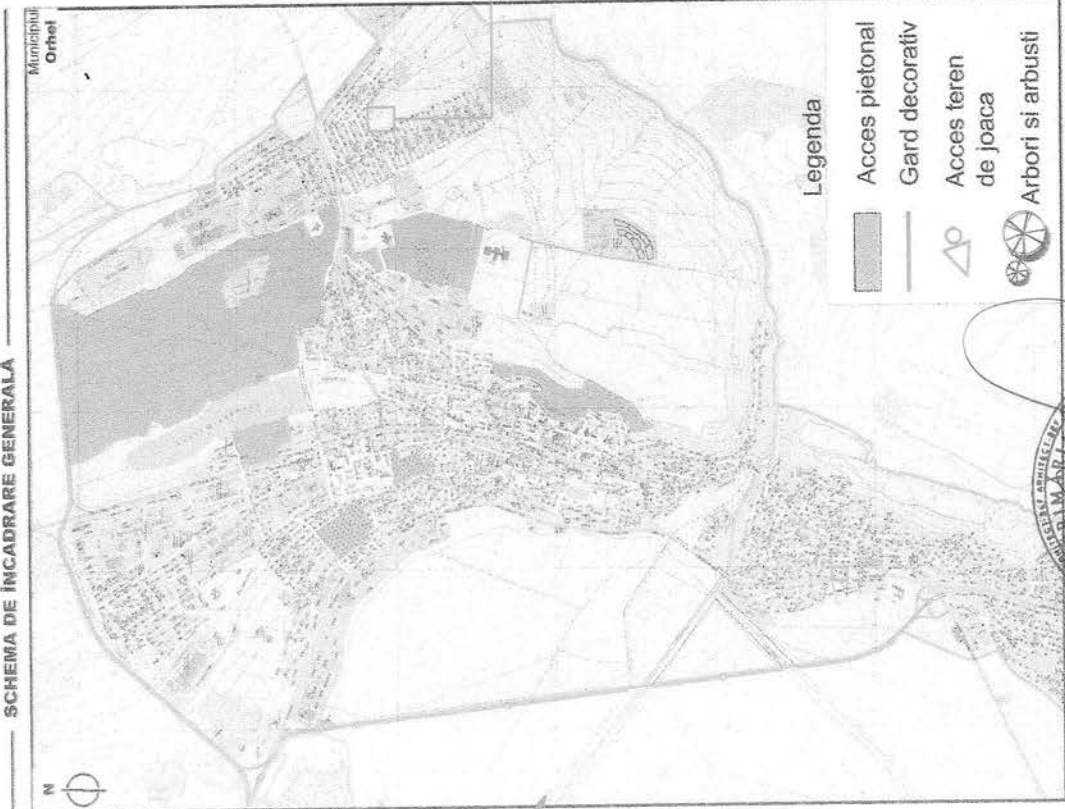 SCHEMA DE ÎNCADRARE GENERALĂ
Municipiul
Orhei
N
Legenda
Acces pietonal
Gard decorativ
Acces teren
de joaca
Arbori si arbusti